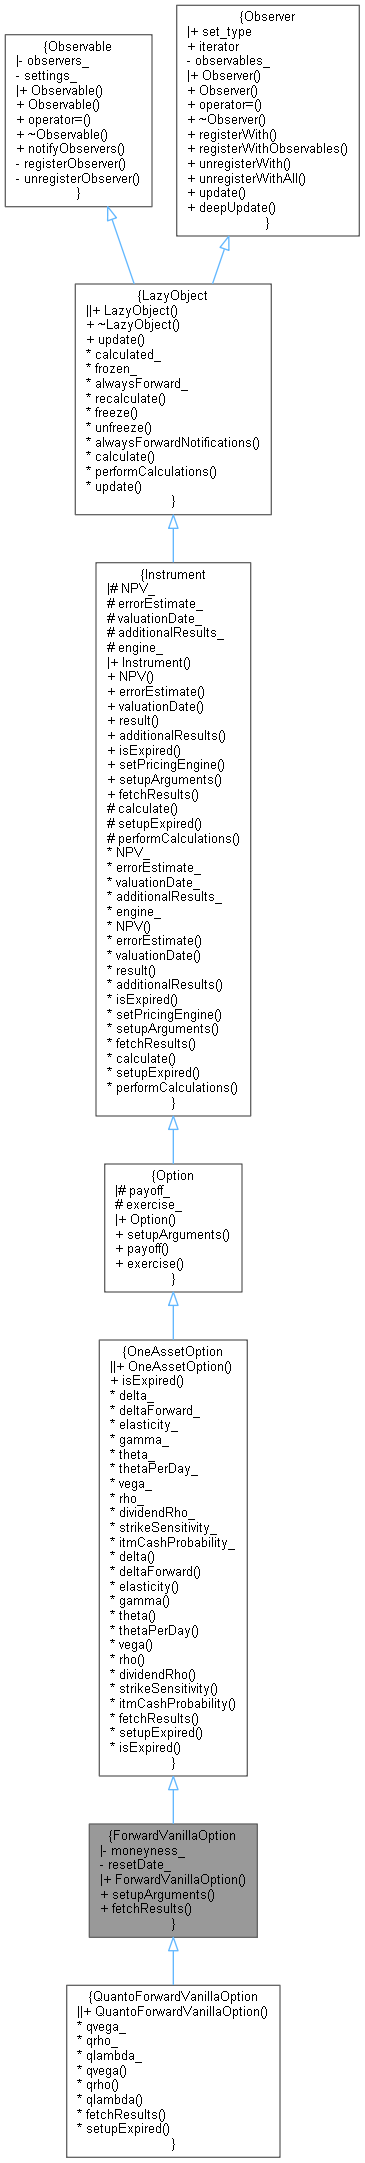 {Observable
|- observers_
- settings_
|+ Observable()
+ Observable()
+ operator=()
+ ~Observable()
+ notifyObservers()
- registerObserver()
- unregisterObserver()
}
{Observer
|+ set_type
+ iterator
- observables_
|+ Observer()
+ Observer()
+ operator=()
+ ~Observer()
+ registerWith()
+ registerWithObservables()
+ unregisterWith()
+ unregisterWithAll()
+ update()
+ deepUpdate()
}
{LazyObject
||+ LazyObject()
+ ~LazyObject()
+ update()
* calculated_
* frozen_
* alwaysForward_
* recalculate()
* freeze()
* unfreeze()
* alwaysForwardNotifications()
* calculate()
* performCalculations()
* update()
}
{Instrument
|# NPV_
# errorEstimate_
# valuationDate_
# additionalResults_
# engine_
|+ Instrument()
+ NPV()
+ errorEstimate()
+ valuationDate()
+ result()
+ additionalResults()
+ isExpired()
+ setPricingEngine()
+ setupArguments()
+ fetchResults()
# calculate()
# setupExpired()
# performCalculations()
* NPV_
* errorEstimate_
* valuationDate_
* additionalResults_
* engine_
* NPV()
* errorEstimate()
* valuationDate()
* result()
* additionalResults()
* isExpired()
* setPricingEngine()
* setupArguments()
* fetchResults()
* calculate()
* setupExpired()
* performCalculations()
}
{Option
|# payoff_
# exercise_
|+ Option()
+ setupArguments()
+ payoff()
+ exercise()
}
{OneAssetOption
||+ OneAssetOption()
+ isExpired()
* delta_
* deltaForward_
* elasticity_
* gamma_
* theta_
* thetaPerDay_
* vega_
* rho_
* dividendRho_
* strikeSensitivity_
* itmCashProbability_
* delta()
* deltaForward()
* elasticity()
* gamma()
* theta()
* thetaPerDay()
* vega()
* rho()
* dividendRho()
* strikeSensitivity()
* itmCashProbability()
* fetchResults()
* setupExpired()
* isExpired()
}
{ForwardVanillaOption
|- moneyness_
- resetDate_
|+ ForwardVanillaOption()
+ setupArguments()
+ fetchResults()
}
{QuantoForwardVanillaOption
||+ QuantoForwardVanillaOption()
* qvega_
* qrho_
* qlambda_
* qvega()
* qrho()
* qlambda()
* fetchResults()
* setupExpired()
}